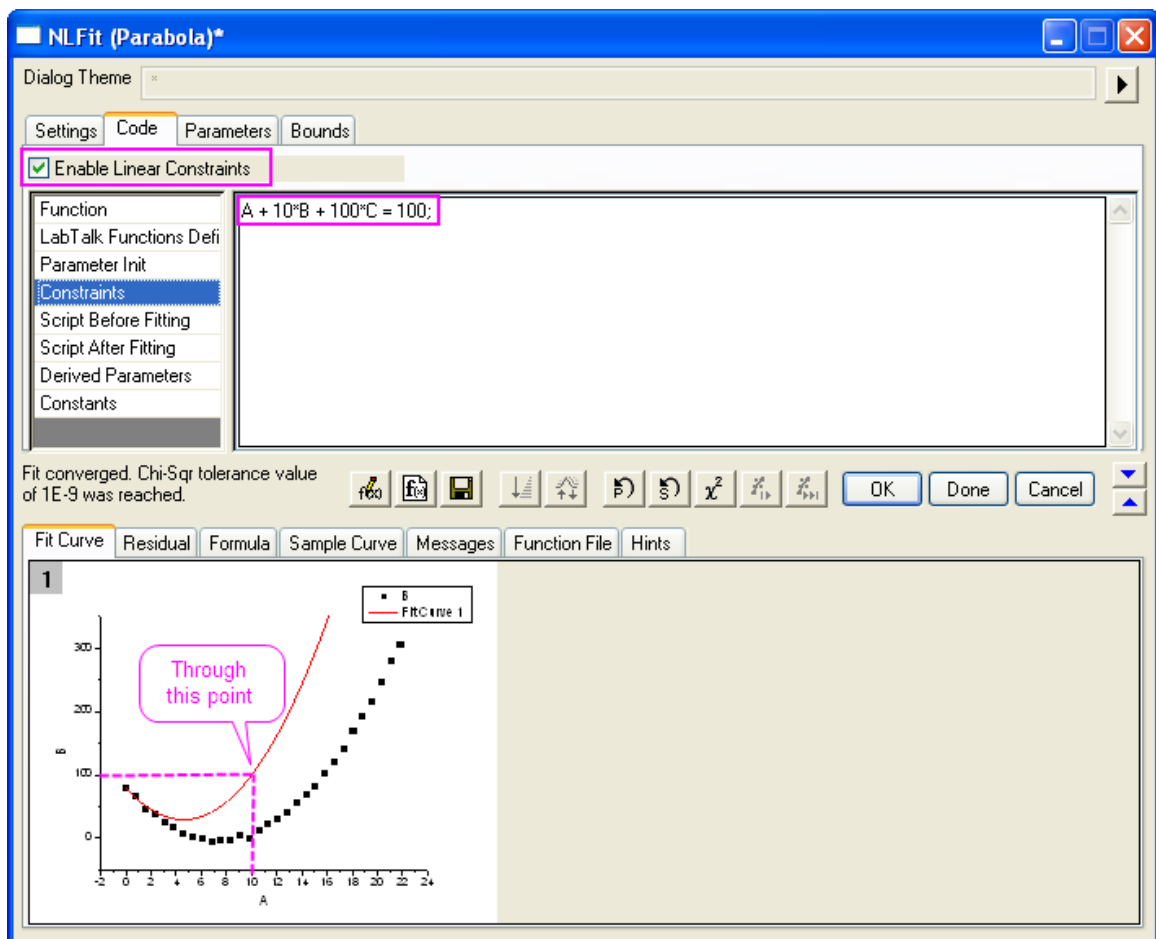 NLFit (Parabola)*
Dialog Theme *
Settings Code Parameters Bounds
Enable Linear Constraints
Function
LabTalk Functions Defi
Parameter Init
Constraints
Script Before Fitting
Script After Fitting
Derived Parameters
Constants
A + 10*B + 100*C = 100;
Fit converged. Chi-Sqr tolerance value
of 1E-9 was reached.
OK Done Cancel
Fit Curve Residual Formula Sample Curve Messages Function File Hints
1
B
FitCurve 1
300
200
100
0
B
Through
this point
-2 0 2 4 6 8 10 12 14 16 18 20 22 24
A